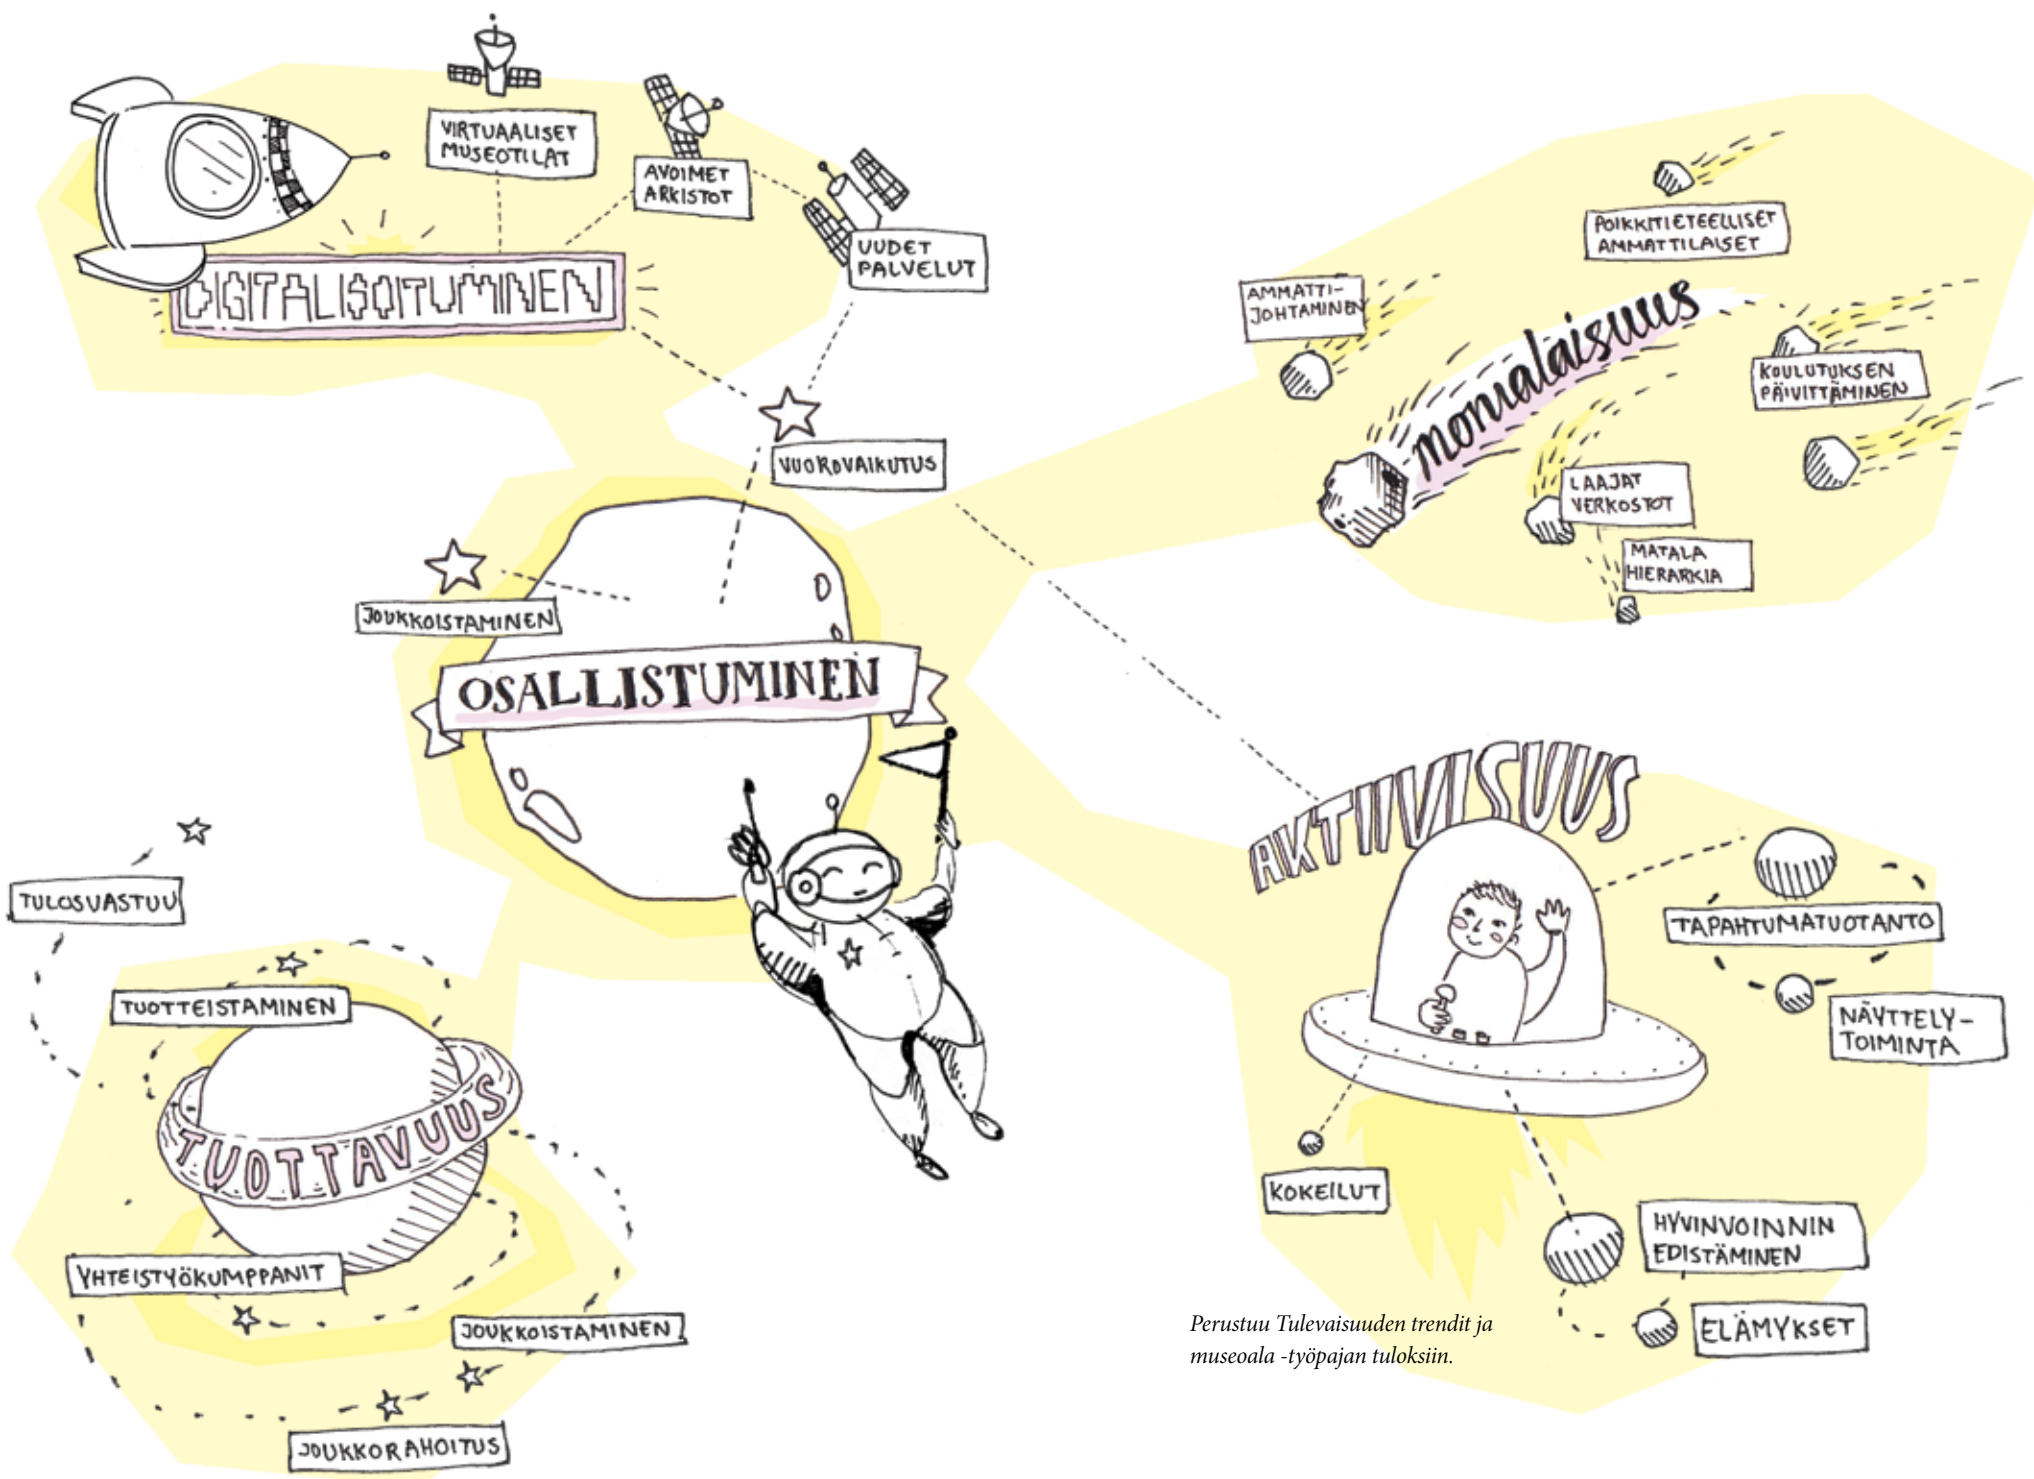 VIRTUAALISET
MUSEOTILAT
AVOIMET
ARKISTOT
UUDET
PALVELUT
DIGITALISOITUMINEN
VUOROVAIKUTUS
JOUKKOISTAMINEN
OSALLISTUMINEN
POIKKITIETEELLISET
AMMATTILAISET
AMMATTI-
JOHTAMINEN
monialaisuus
KOULUTUKSEN
PÄIVITTÄMINEN
LAAJAT
VERKOSTOT
MATALA
HIERARKIA
TULOSVASTUU
TUOTTEISTAMINEN
TUOTTAVUUS
YHTEISTYÖKUMPPANIT
JOUKKOISTAMINEN
JOUKKORAHOITUS
AKTIIVISUUS
TAPAHTUMATUOTANTO
NÄYTTELY-
TOIMINTA
KOKEILUT
HYVINVOINNIN
EDISTÄMINEN
ELÄMYKSET
Perustuu Tulevaisuuden trendit ja
museoala -työpajan tuloksiin.